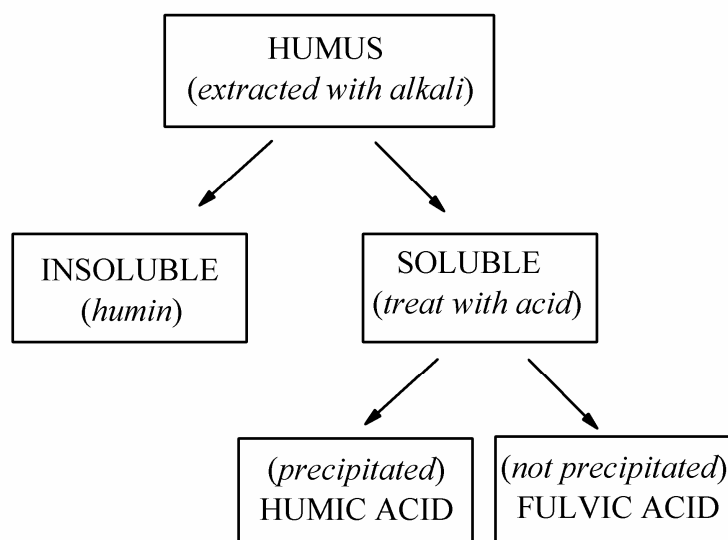 HUMUS
(extracted with alkali)
INSOLUBLE
(humin)
SOLUBLE
(treat with acid)
(precipitated)
HUMIC ACID
(not precipitated)
FULVIC ACID